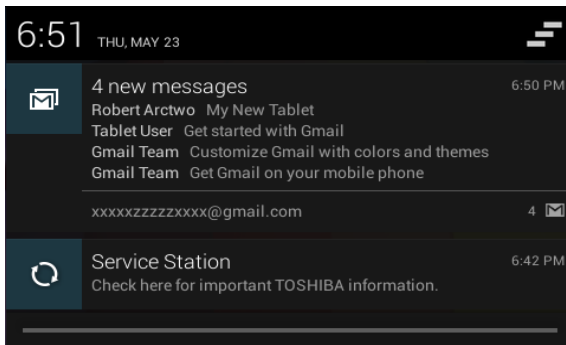 6:51 THU, MAY 23
4 new messages 6:50 PM
Robert Arctwo My New Tablet
Tablet User Get started with Gmail
Gmail Team Customize Gmail with colors and themes
Gmail Team Get Gmail on your mobile phone
xxxxxzzzzzxxxx@gmail.com 4
Service Station 6:42 PM
Check here for important TOSHIBA information.